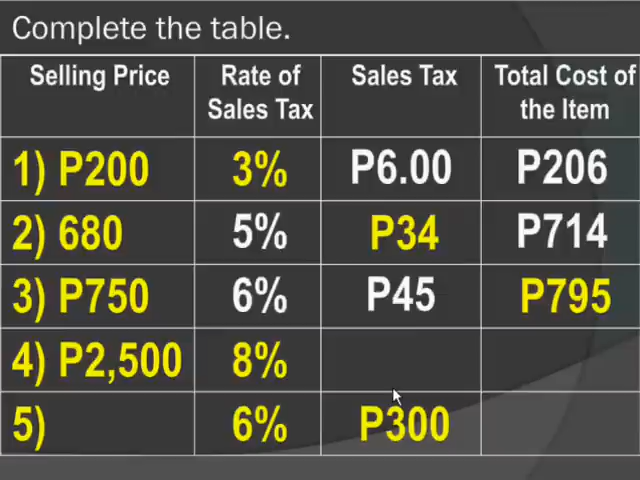 Complete the table.
Selling Price Rate of Sales Tax Sales Tax Total Cost of the Item
1) P200 3% P6.00 P206
2) 680 5% P34 P714
3) P750 6% P45 P795
4) P2,500 8%
5) 6% P300